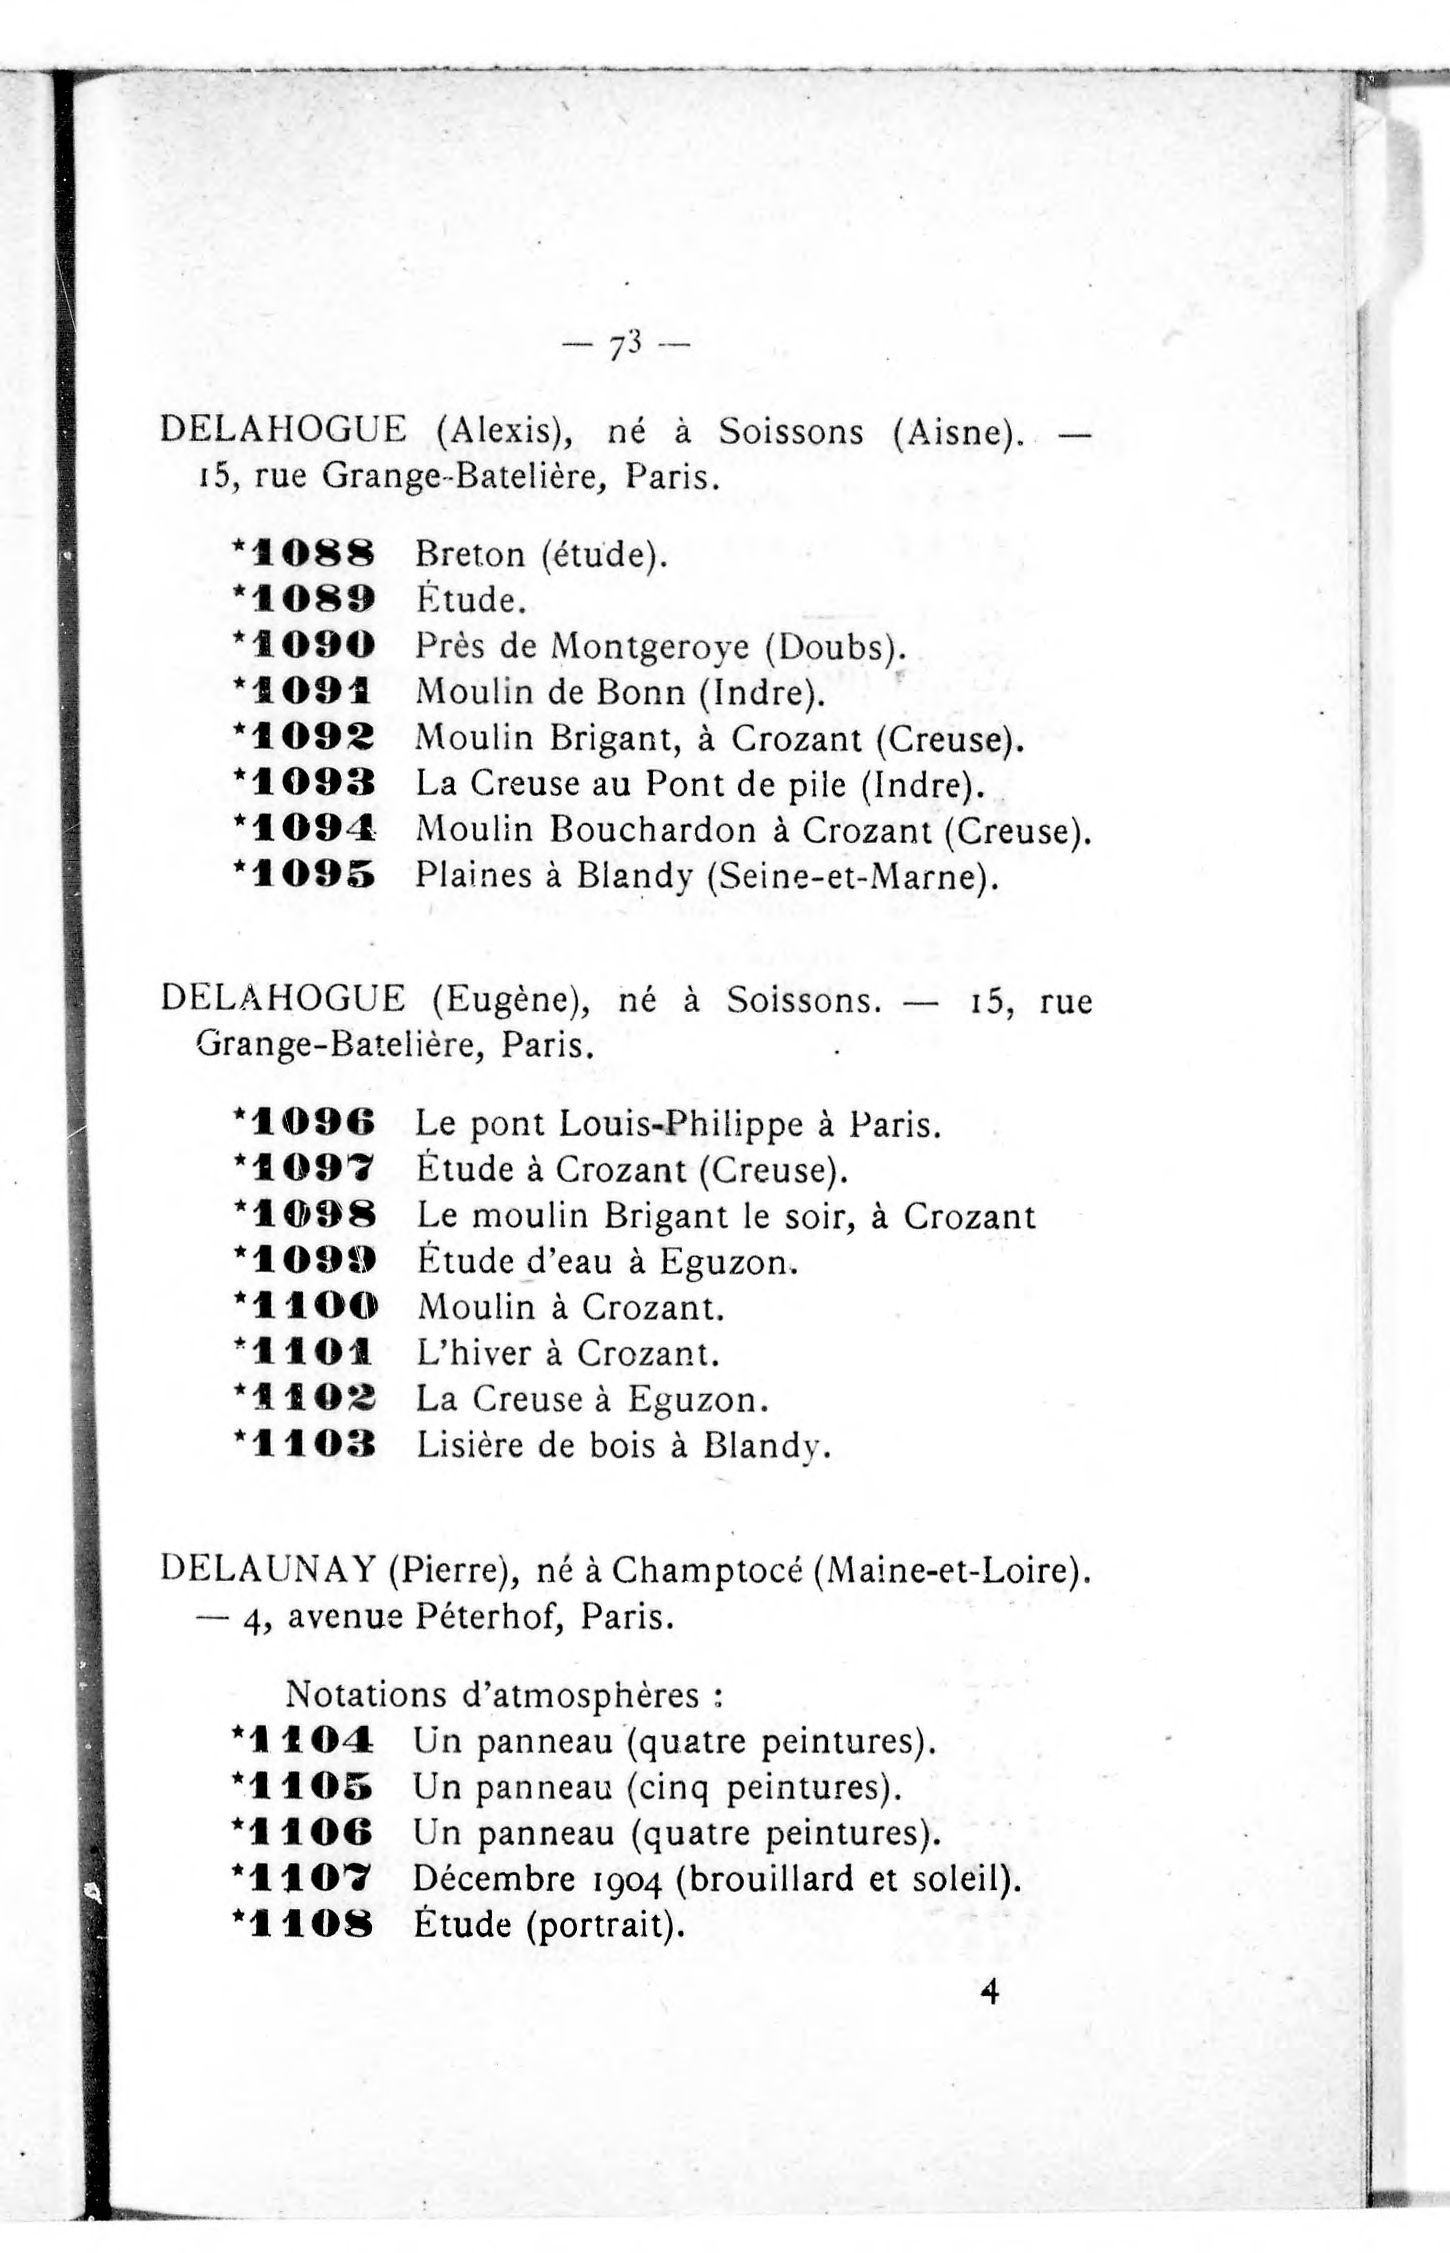 — 73 —
DELAHOGUE (Alexis), né à Soissons (Aisne). —
15, rue Grange-Batelière, Paris.
*1088 Breton (étude).
*1089 Étude.
*1090 Près de Montgeroye (Doubs).
*1091 Moulin de Bonn (Indre).
*1092 Moulin Brigant, à Crozant (Creuse).
*1093 La Creuse au Pont de pile (Indre).
*1094 Moulin Bouchardon à Crozant (Creuse).
*1095 Plaines à Blandy (Seine-et-Marne).
DELAHOGUE (Eugène), né à Soissons. — 15, rue
Grange-Batelière, Paris.
*1096 Le pont Louis-Philippe à Paris.
*1097 Étude à Crozant (Creuse).
*1098 Le moulin Brigant le soir, à Crozant
*1099 Étude d'eau à Eguzon.
*1100 Moulin à Crozant.
*1101 L'hiver à Crozant.
*1102 La Creuse à Eguzon.
*1103 Lisière de bois à Blandy.
DELAUNAY (Pierre), né à Champtocé (Maine-et-Loire).
— 4, avenue Péterhof, Paris.
Notations d'atmosphères :
*1104 Un panneau (quatre peintures).
*1105 Un panneau (cinq peintures).
*1106 Un panneau (quatre peintures).
*1107 Décembre 1904 (brouillard et soleil).
*1108 Étude (portrait).
4